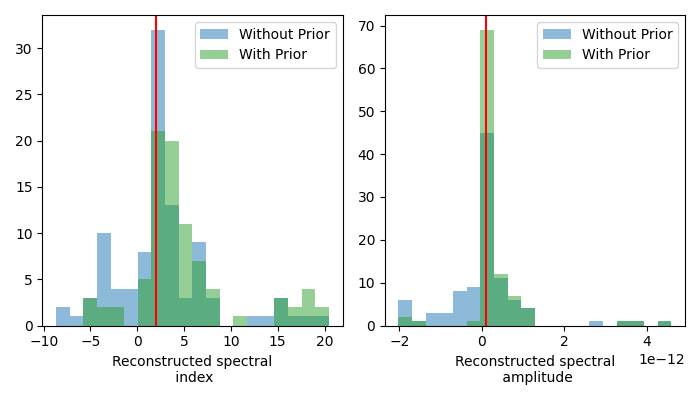 Without Prior
With Prior
30
25
20
15
10
5
0
−10
−5
0
5
10
15
20
Reconstructed spectral
index
Without Prior
With Prior
70
60
50
40
30
20
10
0
−2
0
2
4
1e−12
Reconstructed spectral
amplitude